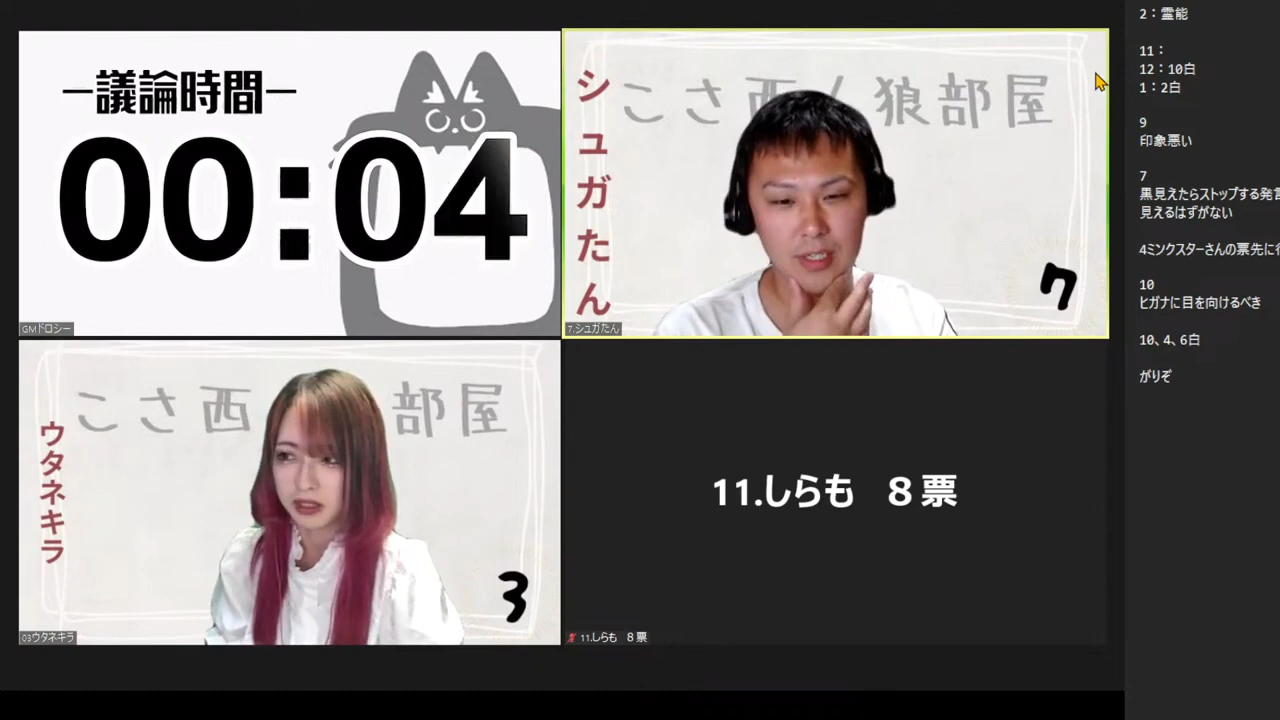 議論時間
00:04
GMドロシー
シュガたん
こさ西人狼部屋
7
7.シュガたん
こさ西 部屋
ウタネキラ
3
03ウタネキラ
11.しらも 8票
11.しらも 8票
2：霊能
11：
12：10白
1：2白
9
印象悪い
7
黒見えたらストップする発言
見えるはずがない
4ミンクスターさんの票先に行
10
ヒガナに目を向けるべき
10、4、6白
がりぞ